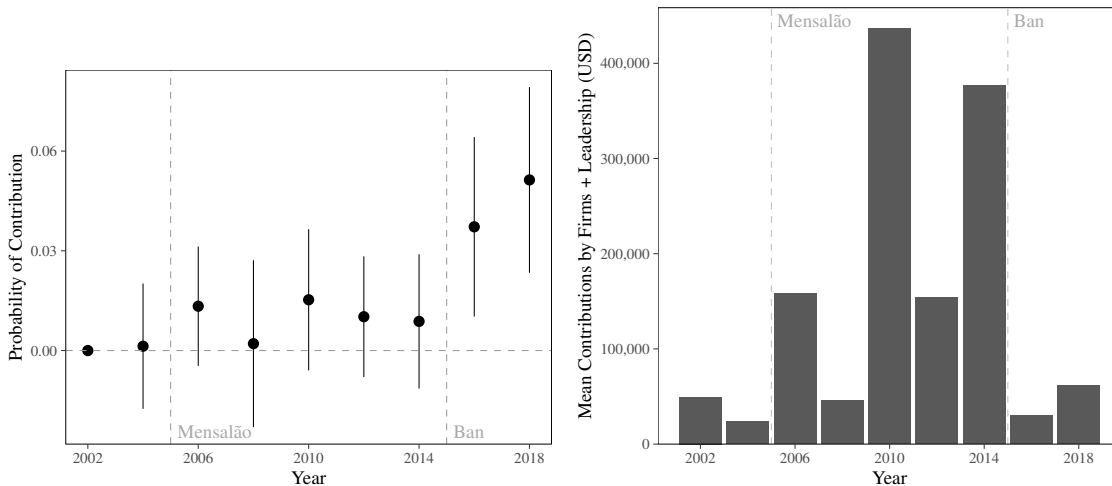 Probability of Contribution
0.06
0.03
0.00
Mensalão
Ban
2002
2006
2010
2014
2018
Year
Mean Contributions by Firms + Leadership (USD)
400,000
300,000
200,000
100,000
0
Mensalão
Ban
2002
2006
2010
2014
2018
Year